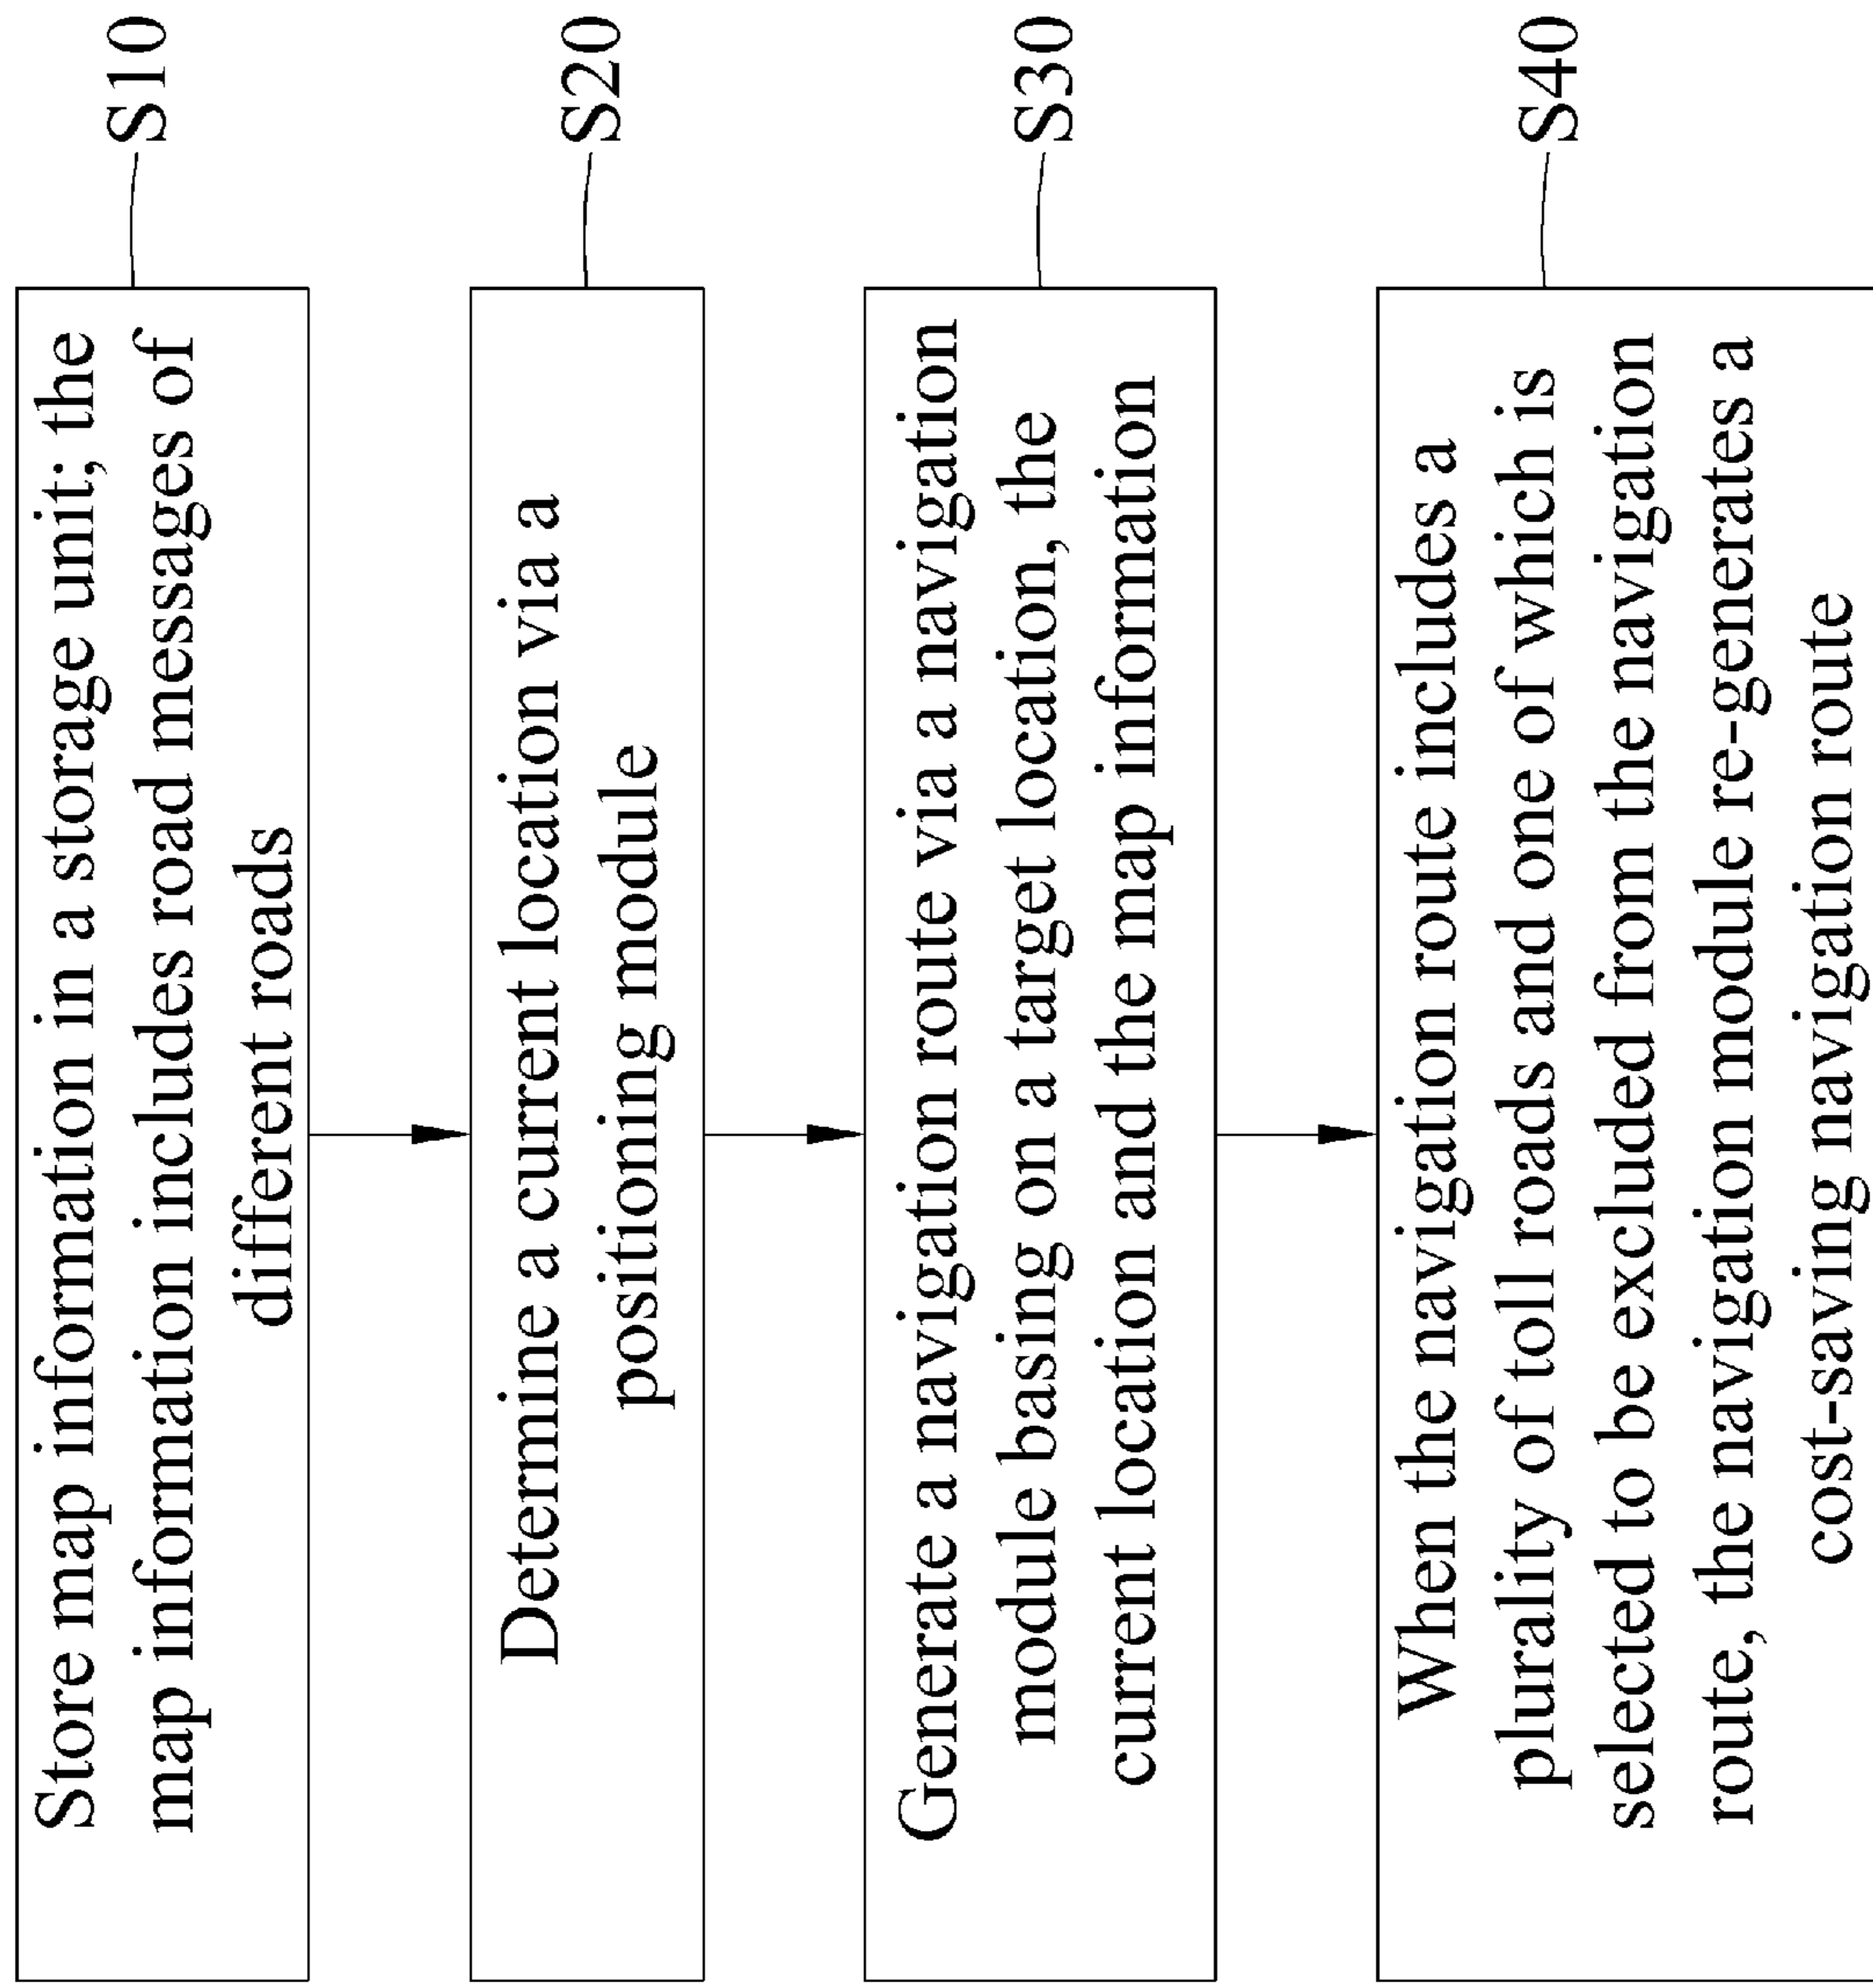 Store map information in a storage unit; the
map information includes road messages of
different roads
S10
Determine a current location via a
positioning module
S20
Generate a navigation route via a navigation
module basing on a target location, the
current location and the map information
S30
When the navigation route includes a
plurality of toll roads and one of which is
selected to be excluded from the navigation
route, the navigation module re-generates a
cost-saving navigation route
S40